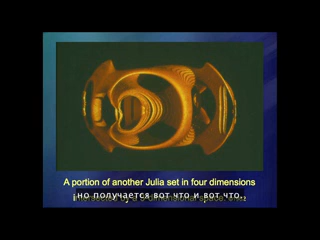 A portion of another Julia set in four dimensions
но получается вот что и вот что..